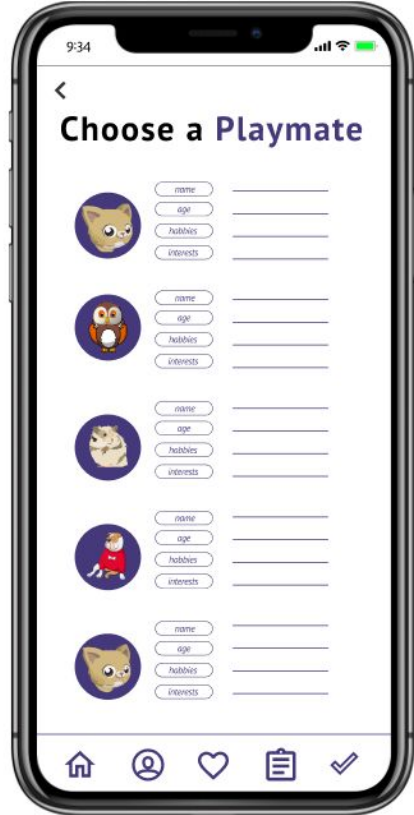 9:34
Choose a Playmate
name
age
hobbies
interests
name
age
hobbies
interests
name
age
hobbies
interests
name
age
hobbies
interests
name
age
hobbies
interests